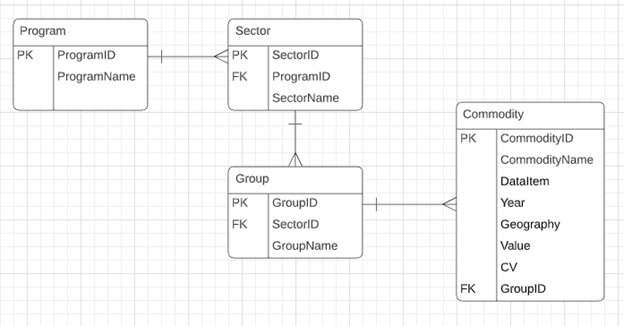 Program
PK ProgramID
ProgramName
Sector
PK SectorID
FK ProgramID
SectorName
Group
PK GroupID
FK SectorID
GroupName
Commodity
PK CommodityID
CommodityName
DataItem
Year
Geography
Value
CV
FK GroupID